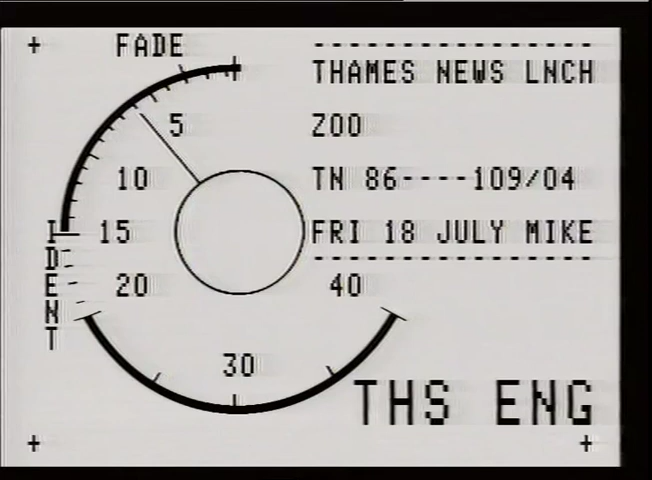 FADE
THAMES NEWS LNCH
ZOO
TN 86----109/04
FRI 18 JULY MIKE
5
10
15
20
30
40
IDENT
THS ENG